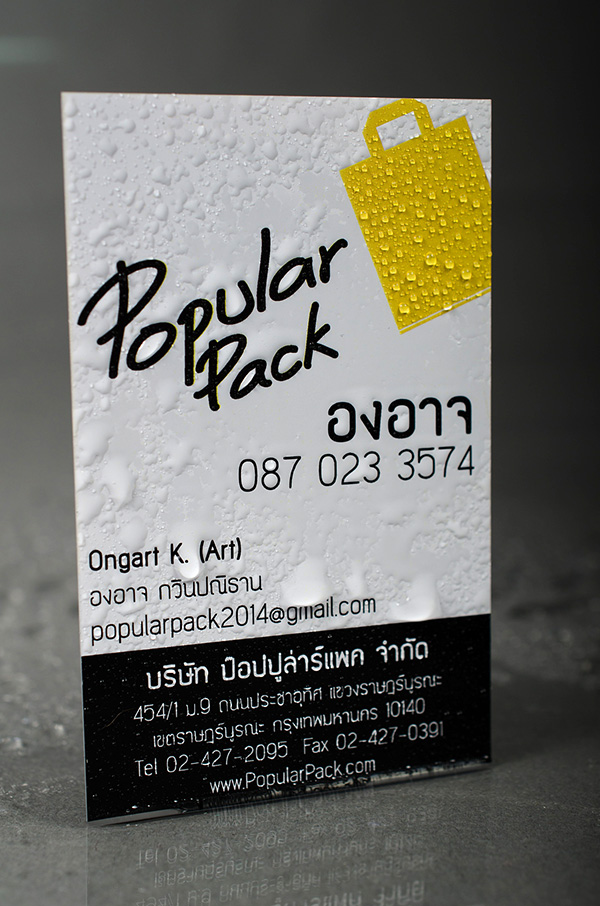 Popular
Pack
องอาจ
087 023 3574
Ongart K. (Art)
องอาจ กวินปณิธาน
popularpack2014@gmail.com
บริษัท ป๊อปปูล่าร์แพค จำกัด
454/1 ม.9 ถนนประชาอุทิศ แขวงราษฎร์บูรณะ
เขตราษฎร์บูรณะ กรุงเทพมหานคร 10140
Tel 02-427-2095 Fax 02-427-0391
www.PopularPack.com